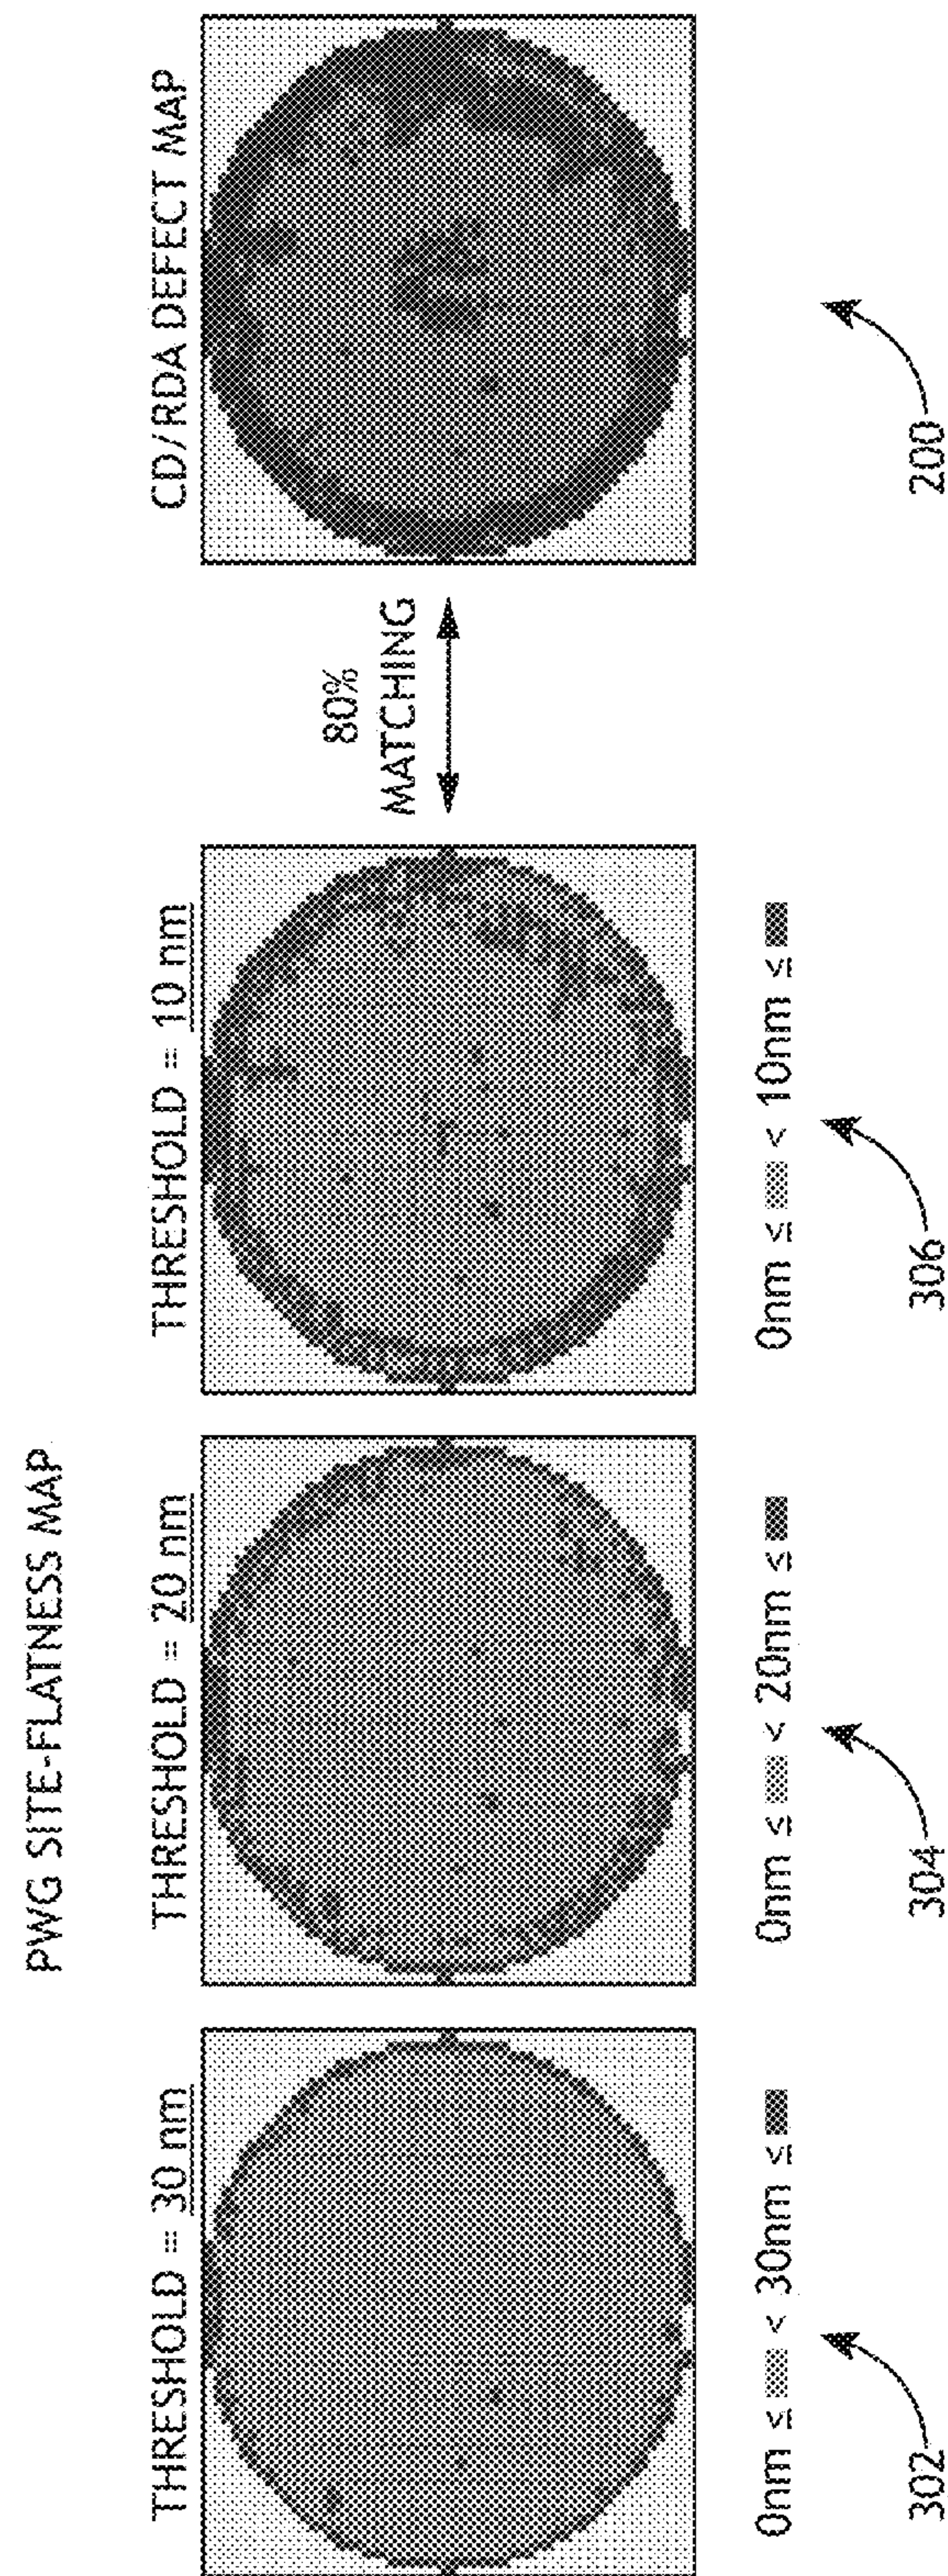 PWG SITE-FLATNESS MAP
THRESHOLD = 30 nm
THRESHOLD = 20 nm
THRESHOLD = 10 nm
CD/RDA DEFECT MAP
80%
MATCHING
0nm ≤ < 30nm ≤
0nm ≤ < 20nm ≤
0nm ≤ < 10nm ≤
302
304
306
200